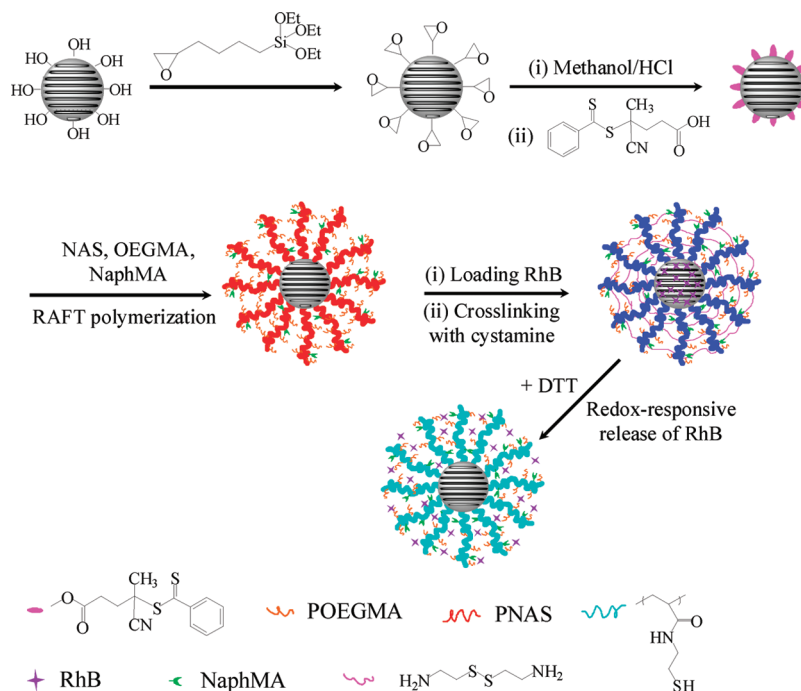 OH
HO OH
HO OH
HO OH
HO OH
OH
O
Si
OEt
OEt
OEt
O O O
O O
O O O
(i) Methanol/HCl
(ii)
S
S
CH3
CN
OH
O
NAS, OEGMA,
NaphMA
RAFT polymerization
(i) Loading RhB
(ii) Crosslinking
with cystamine
+ DTT
Redox-responsive
release of RhB
O
O
CH3
CN
S
S
POEGMA
PNAS
O
HN
SH
RhB
NaphMA
H2N
S
S
NH2